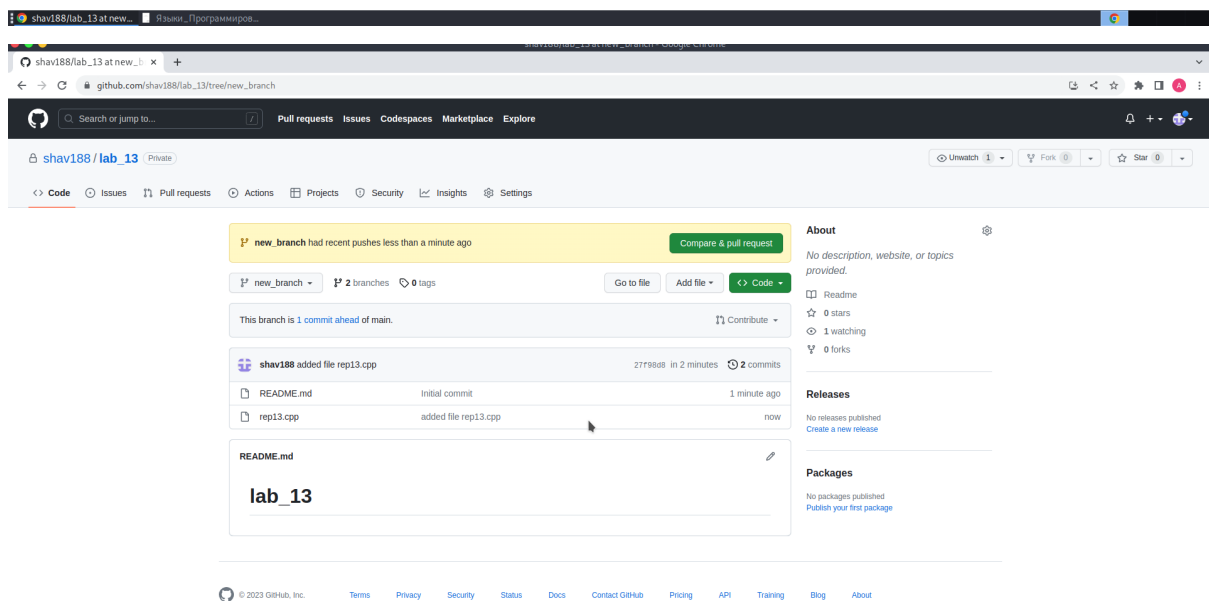 shav188/lab_13 at new... Языки_Программиров...
shav188/lab_13 at new_branch - Google Chrome
shav188/lab_13 at new_b × +
github.com/shav188/lab_13/tree/new_branch A
Search or jump to... / Pull requests Issues Codespaces Marketplace Explore +
shav188 / lab_13 Private Unwatch 1 Fork 0 Star 0
<> Code Issues Pull requests Actions Projects Security Insights Settings
new_branch had recent pushes less than a minute ago Compare & pull request
new_branch 2 branches 0 tags Go to file Add file <> Code
This branch is 1 commit ahead of main. Contribute
shav188 added file rep13.cpp 27f98d8 in 2 minutes 2 commits
README.md Initial commit 1 minute ago
rep13.cpp added file rep13.cpp now
README.md
lab_13
About
No description, website, or topics
provided.
Readme
0 stars
1 watching
0 forks
Releases
No releases published
Create a new release
Packages
No packages published
Publish your first package
© 2023 GitHub, Inc. Terms Privacy Security Status Docs Contact GitHub Pricing API Training Blog About